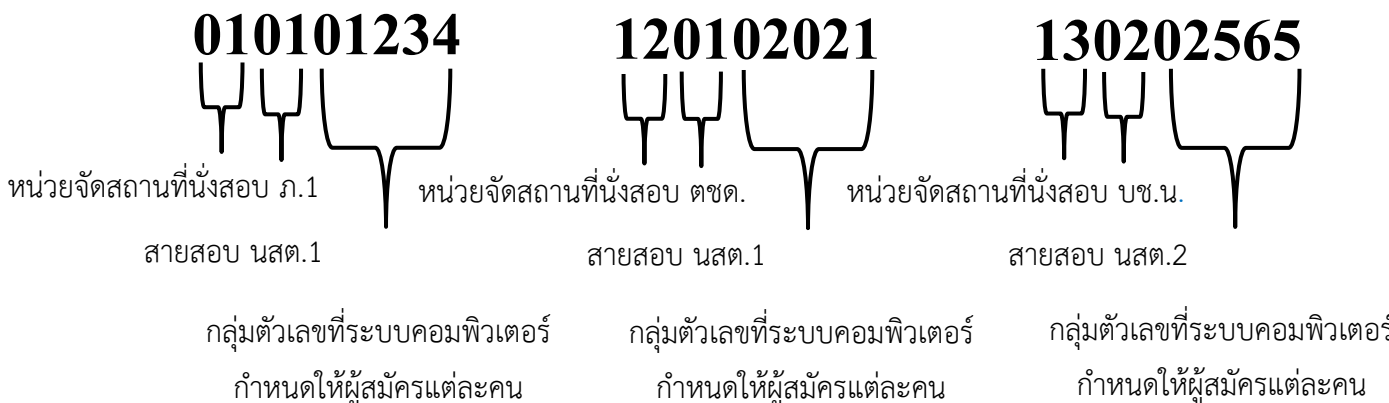 010101234 120102021 130202565
หน่วยจัดสถานที่นั่งสอบ ภ.1 หน่วยจัดสถานที่นั่งสอบ ตชด. หน่วยจัดสถานที่นั่งสอบ บช.น.
สายสอบ นสต.1 สายสอบ นสต.1 สายสอบ นสต.2
กลุ่มตัวเลขที่ระบบคอมพิวเตอร์ กลุ่มตัวเลขที่ระบบคอมพิวเตอร์ กลุ่มตัวเลขที่ระบบคอมพิวเตอร์
กำหนดให้ผู้สมัครแต่ละคน กำหนดให้ผู้สมัครแต่ละคน กำหนดให้ผู้สมัครแต่ละคน